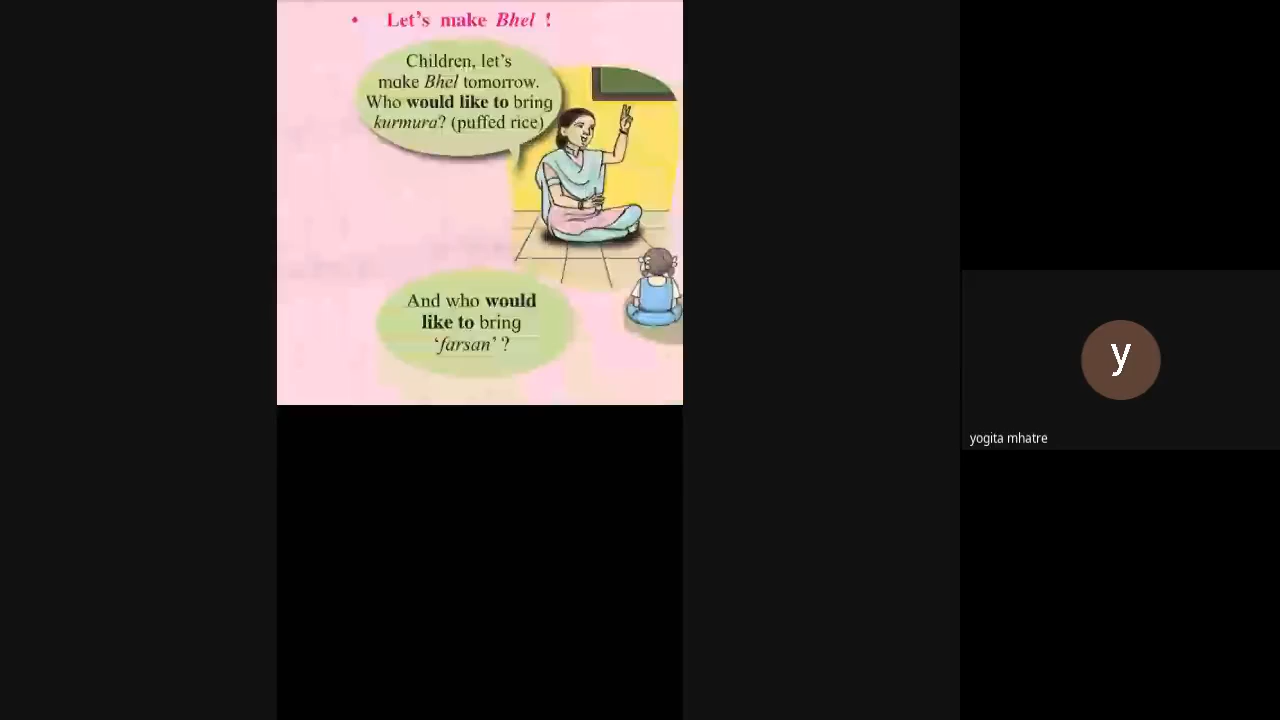 • Let's make Bhel !
Children, let's
make Bhel tomorrow.
Who would like to bring
kurmura? (puffed rice)
And who would
like to bring
‘farsan’ ?
y
yogita mhatre